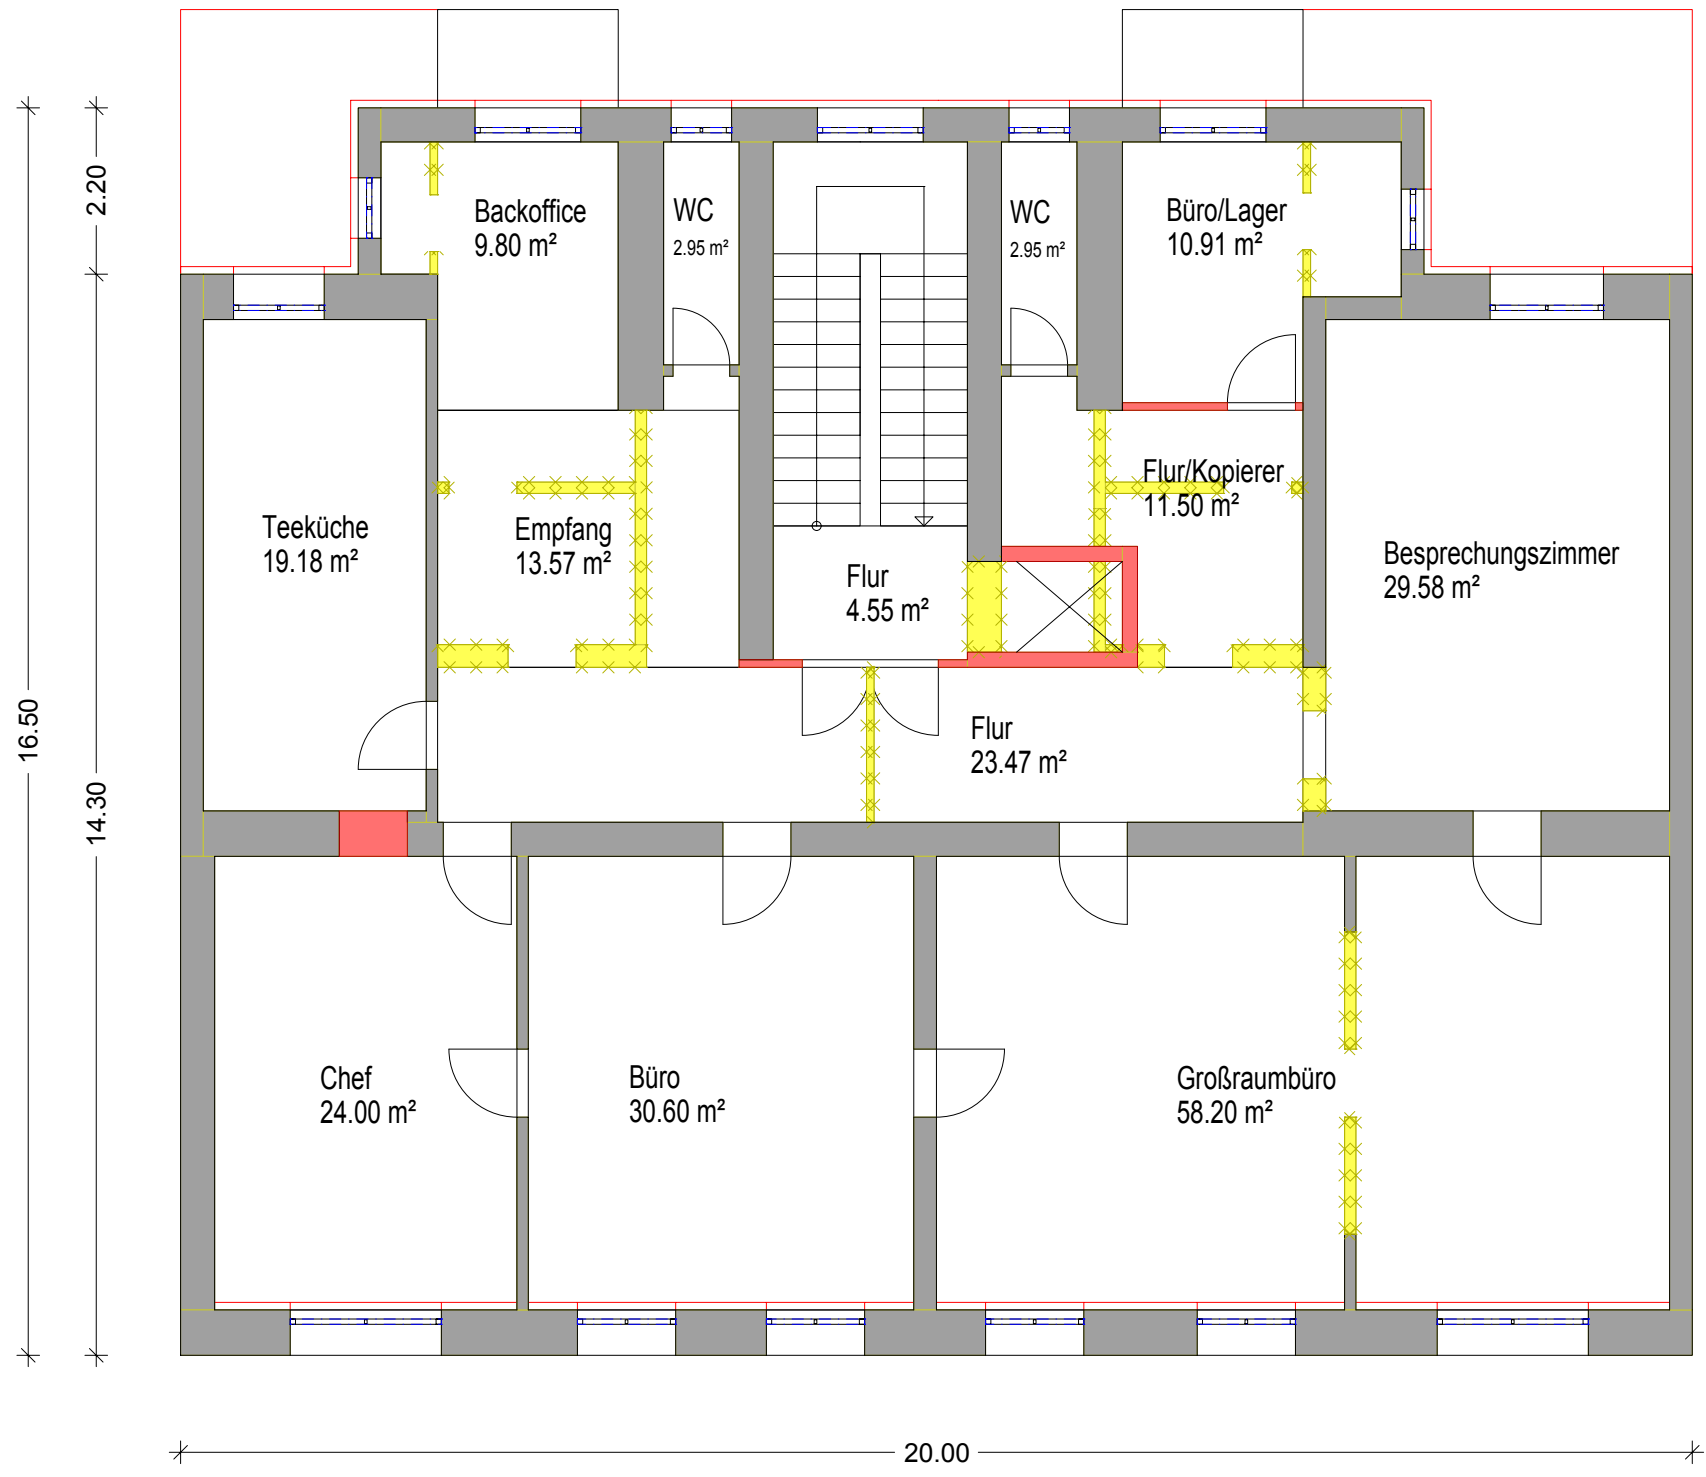 2.20
16.50
14.30
20.00
Backoffice
9.80 m²
WC
2.95 m²
WC
2.95 m²
Büro/Lager
10.91 m²
Teeküche
19.18 m²
Empfang
13.57 m²
Flur
4.55 m²
Flur/Kopierer
11.50 m²
Besprechungszimmer
29.58 m²
Flur
23.47 m²
Chef
24.00 m²
Büro
30.60 m²
Großraumbüro
58.20 m²